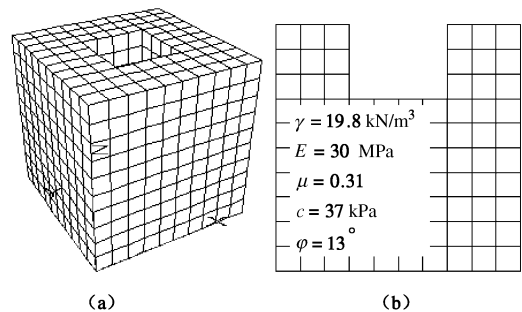 γ = 19.8 kN/m³
E = 30 MPa
μ = 0.31
c = 37 kPa
φ = 13°
(a)
(b)